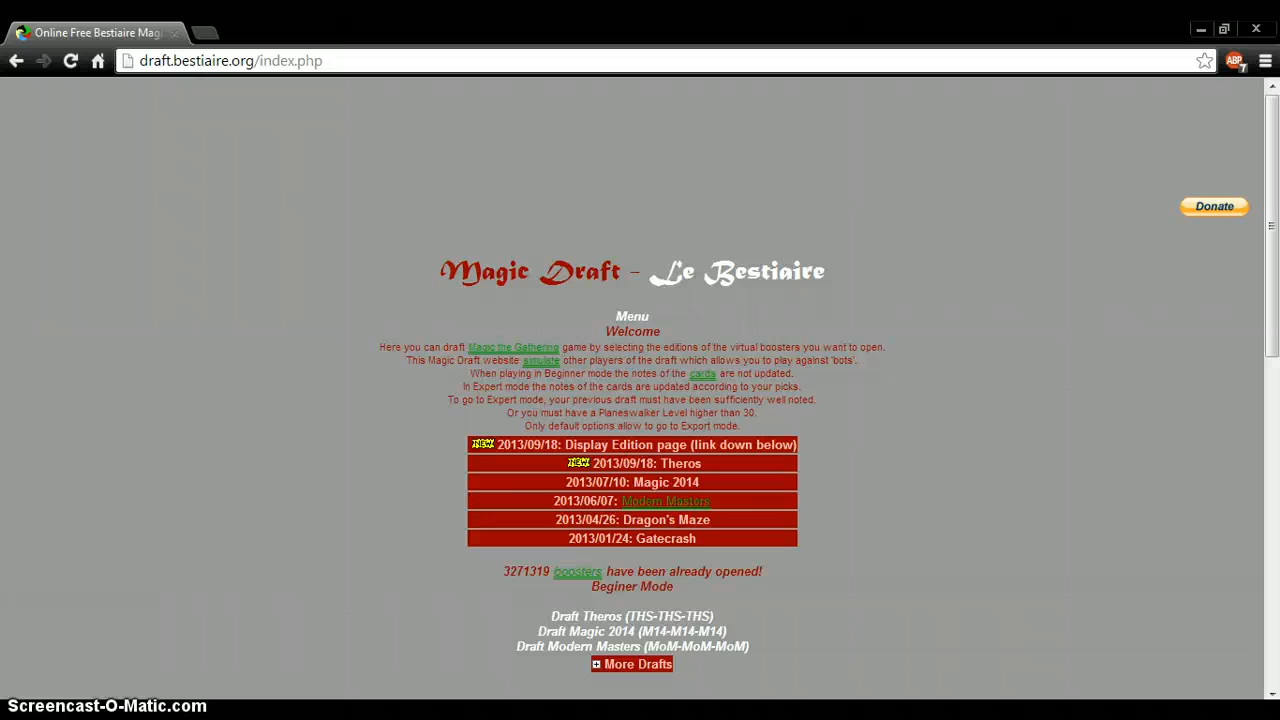 Online Free Bestiaire Magi
draft.bestiaire.org/index.php
ABP
7
Donate
Magic Draft - Le Bestiaire
Menu
Welcome
Here you can draft Magic the Gathering game by selecting the editions of the virtual boosters you want to open.
This Magic Draft website simulate other players of the draft which allows you to play against 'bots'.
When playing in Beginner mode the notes of the cards are not updated.
In Expert mode the notes of the cards are updated according to your picks.
To go to Expert mode, your previous draft must have been sufficiently well noted.
Or you must have a Planeswalker Level higher than 30.
Only default options allow to go to Export mode.
NEW 2013/09/18: Display Edition page (link down below)
NEW 2013/09/18: Theros
2013/07/10: Magic 2014
2013/06/07: Modern Masters
2013/04/26: Dragon's Maze
2013/01/24: Gatecrash
3271319 boosters have been already opened!
Beginer Mode
Draft Theros (THS-THS-THS)
Draft Magic 2014 (M14-M14-M14)
Draft Modern Masters (MoM-MoM-MoM)
More Drafts
Screencast-O-Matic.com